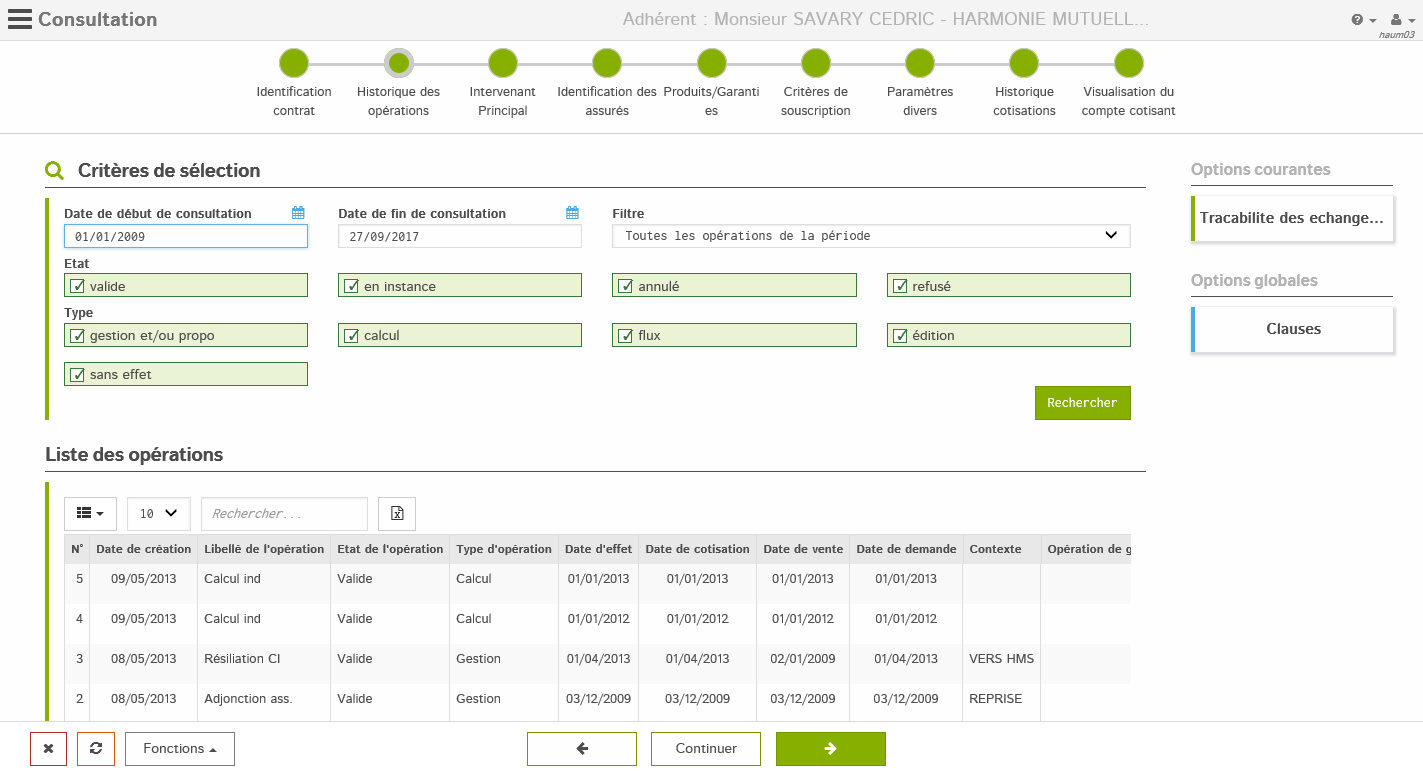 Consultation
Adhérent : Monsieur SAVARY CEDRIC - HARMONIE MUTUELL...
haum03
Identification contrat
Historique des opérations
Intervenant Principal
Identification des assurés
Produits/Garanti es
Critères de souscription
Paramètres divers
Historique cotisations
Visualisation du compte cotisant
Critères de sélection
Date de début de consultation
Date de fin de consultation
Filtre
01/01/2009
27/09/2017
Toutes les opérations de la période
Etat
valide
en instance
annulé
refusé
Type
gestion et/ou propo
calcul
flux
édition
sans effet
Rechercher
Options courantes
Tracabilite des echange...
Options globales
Clauses
Liste des opérations
10
Rechercher...
N° Date de création Libellé de l'opération Etat de l'opération Type d'opération Date d'effet Date de cotisation Date de vente Date de demande Contexte Opération de g
5 09/05/2013 Calcul ind Valide Calcul 01/01/2013 01/01/2013 01/01/2013 01/01/2013
4 09/05/2013 Calcul ind Valide Calcul 01/01/2012 01/01/2012 01/01/2012 01/01/2012
3 08/05/2013 Résiliation CI Valide Gestion 01/04/2013 01/04/2013 02/01/2009 01/04/2013 VERS HMS
2 08/05/2013 Adjonction ass. Valide Gestion 03/12/2009 03/12/2009 03/12/2009 03/12/2009 REPRISE
Fonctions
Continuer